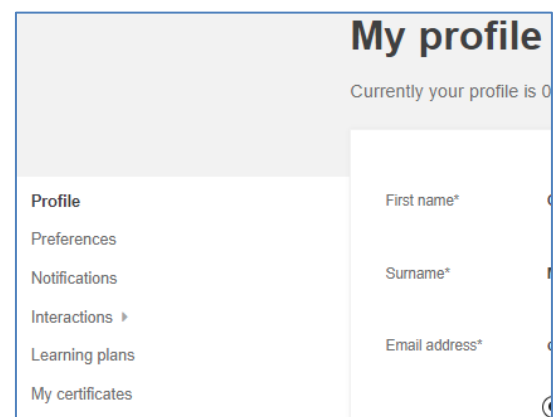 My profile
Currently your profile is 0
Profile
Preferences
Notifications
Interactions
Learning plans
My certificates
First name*
Surname*
Email address*